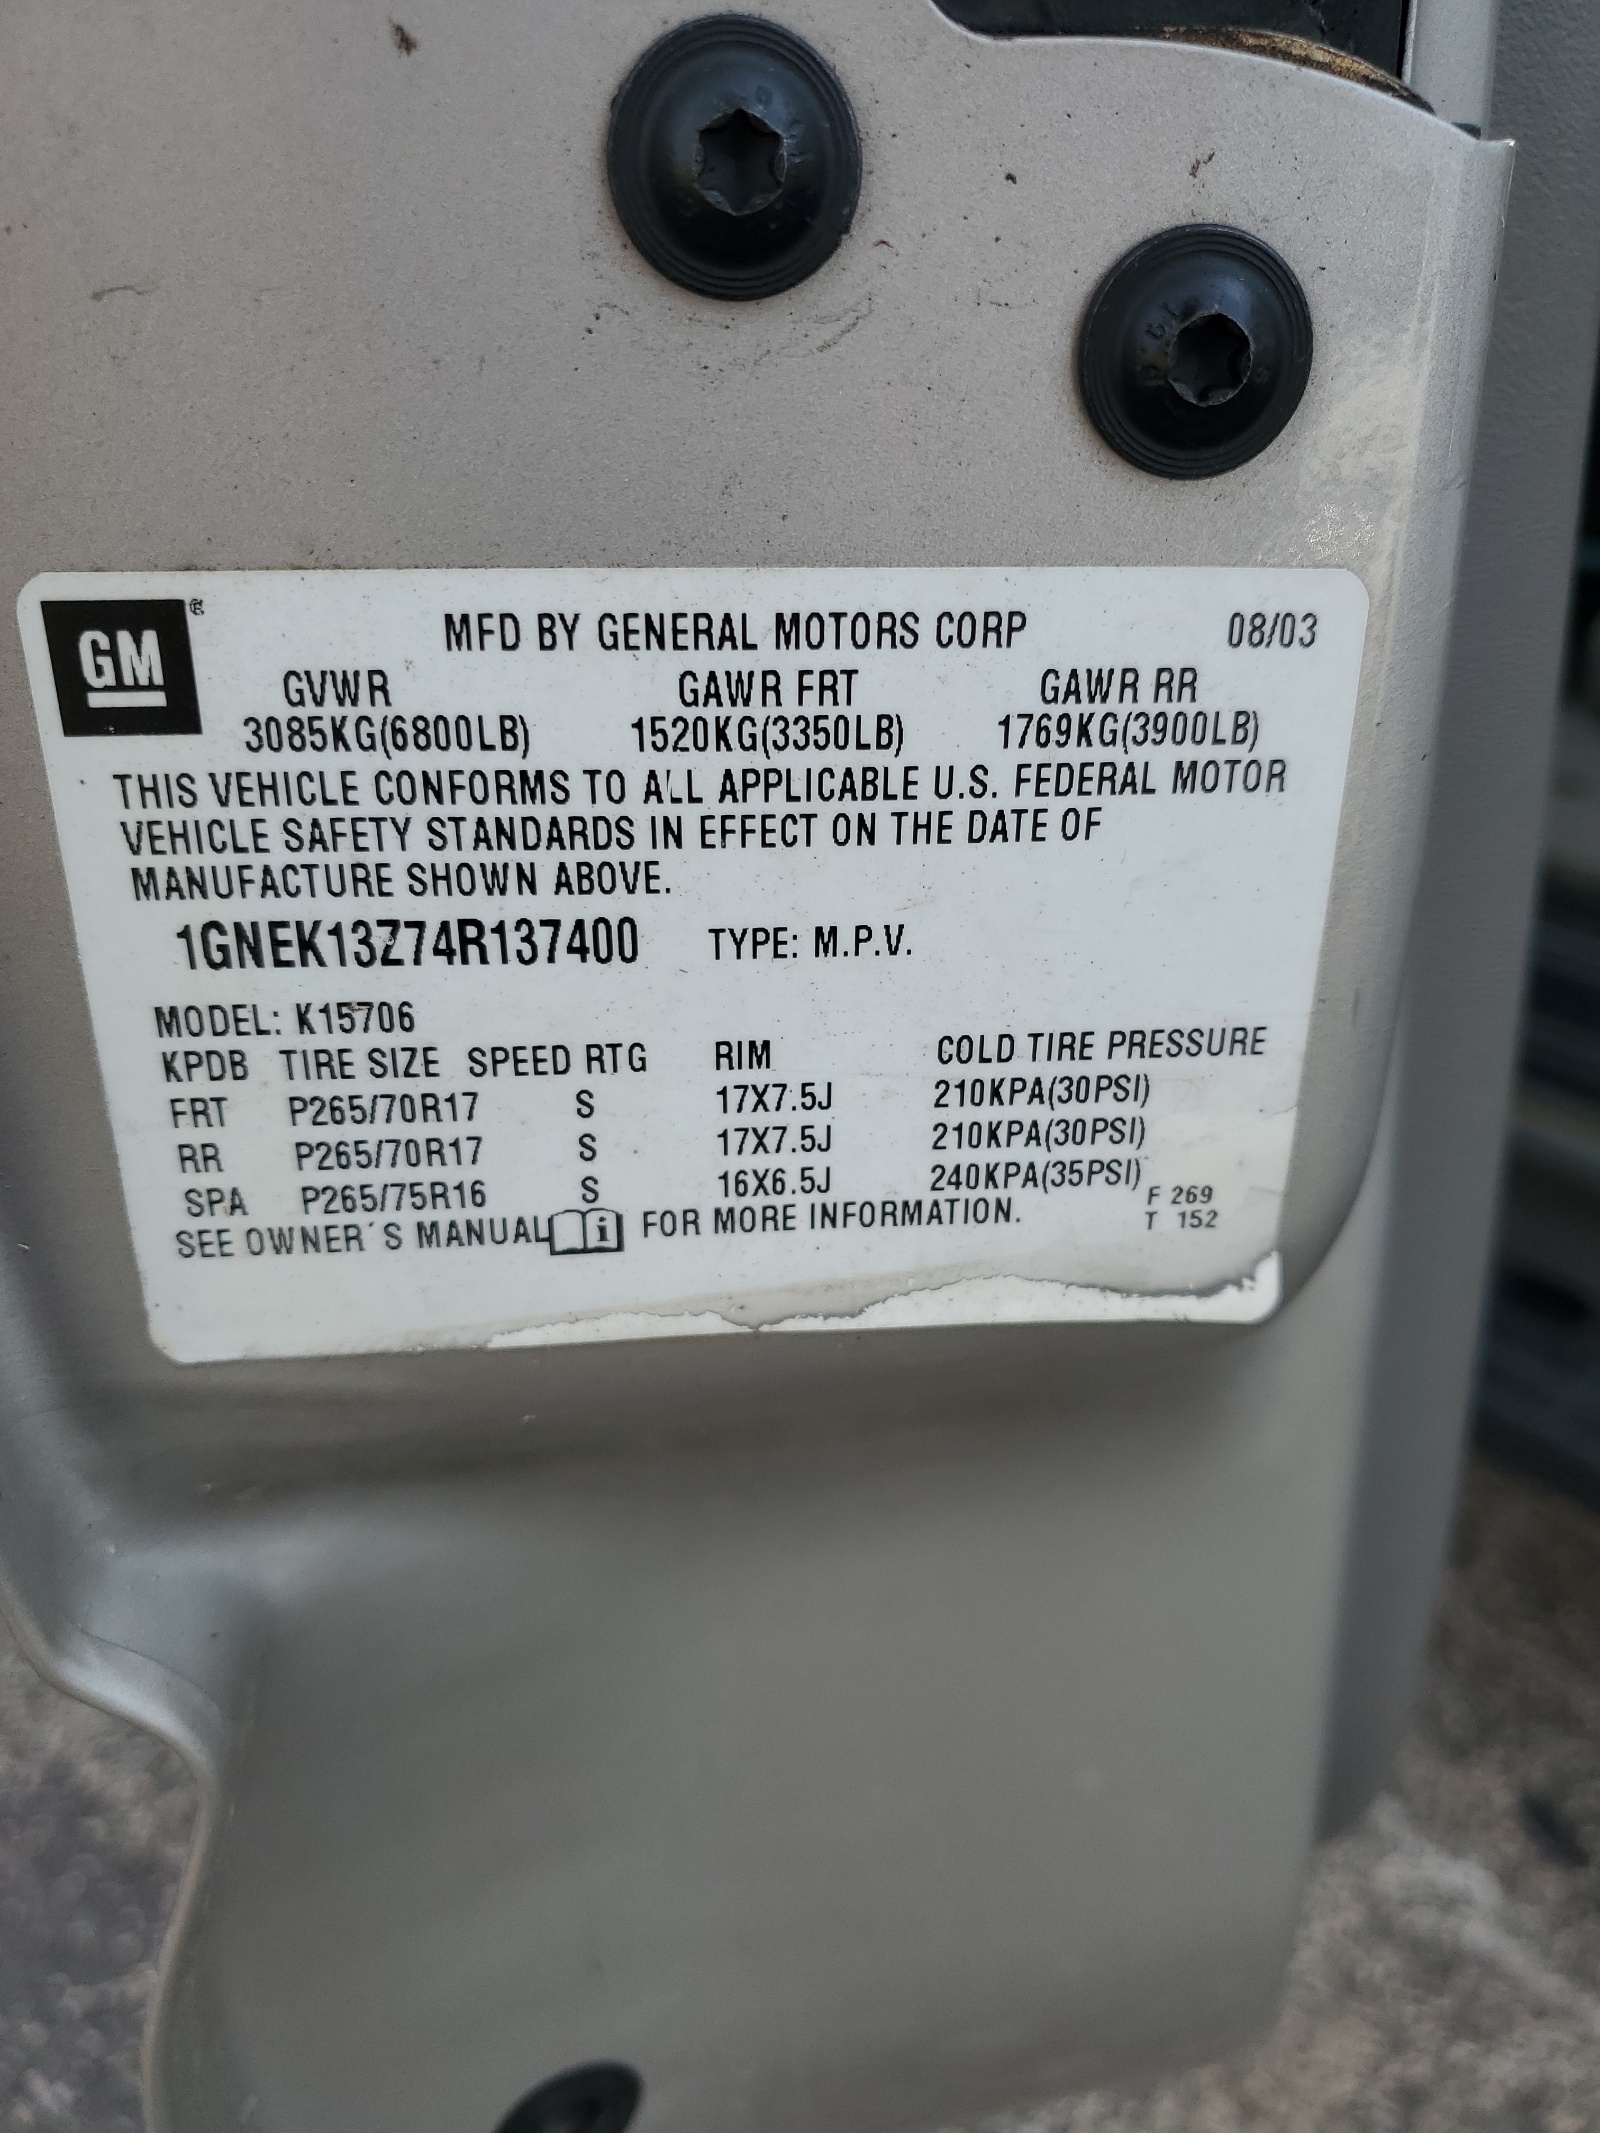 GM®
MFD BY GENERAL MOTORS CORP 08/03
GVWR GAWR FRT GAWR RR
3085KG(6800LB) 1520KG(3350LB) 1769KG(3900LB)
THIS VEHICLE CONFORMS TO ALL APPLICABLE U.S. FEDERAL MOTOR
VEHICLE SAFETY STANDARDS IN EFFECT ON THE DATE OF
MANUFACTURE SHOWN ABOVE.
1GNEK13Z74R137400 TYPE: M.P.V.
MODEL: K15706
KPDB TIRE SIZE SPEED RTG RIM COLD TIRE PRESSURE
FRT P265/70R17 S 17X7.5J 210KPA(30PSI)
RR P265/70R17 S 17X7.5J 210KPA(30PSI)
SPA P265/75R16 S 16X6.5J 240KPA(35PSI)
SEE OWNER´S MANUAL i FOR MORE INFORMATION.
F 269
T 152